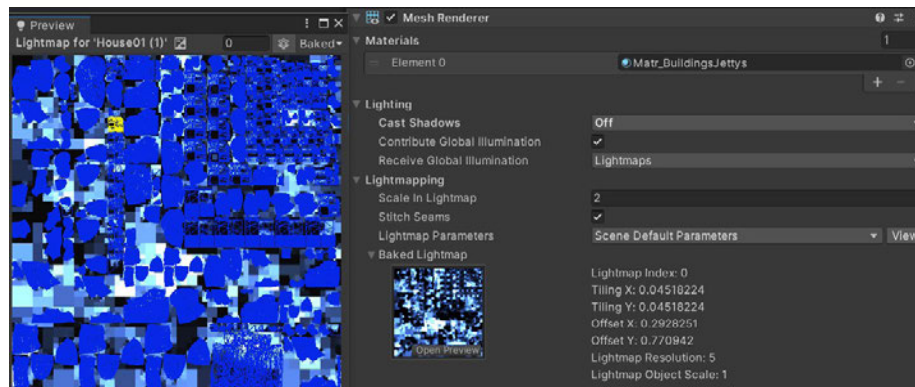 Preview
Lightmap for 'House01 (1)' 0 Baked
Mesh Renderer
Materials 1
Element 0 Matr_BuildingsJettys
+ -
Lighting
Cast Shadows Off
Contribute Global Illumination
Receive Global Illumination Lightmaps
Lightmapping
Scale In Lightmap 2
Stitch Seams
Lightmap Parameters Scene Default Parameters View
Baked Lightmap
Open Preview
Lightmap Index: 0
Tiling X: 0.04518224
Tiling Y: 0.04518224
Offset X: 0.2928251
Offset Y: 0.770942
Lightmap Resolution: 5
Lightmap Object Scale: 1